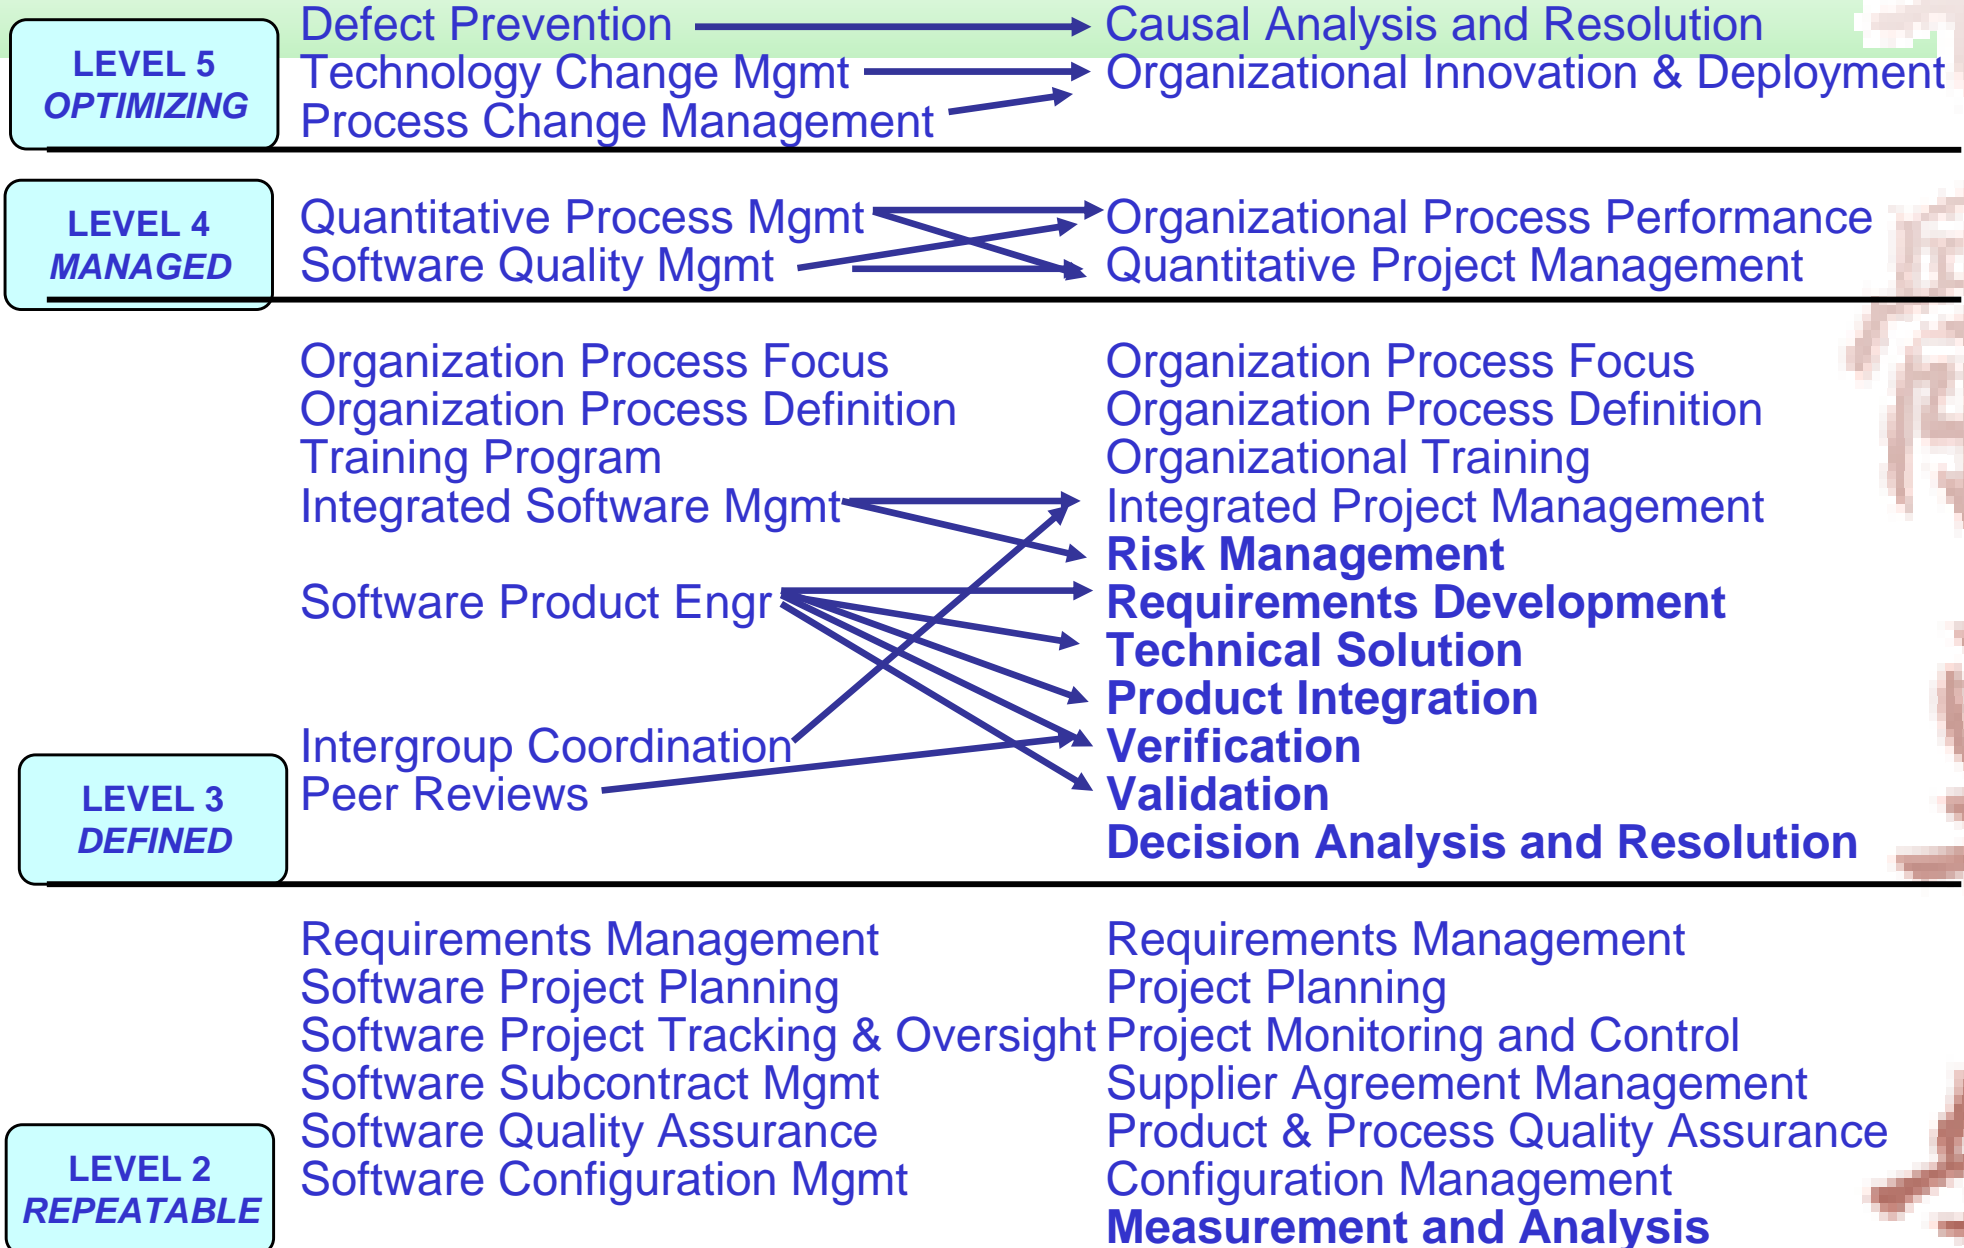 Defect Prevention
Causal Analysis and Resolution
LEVEL 5
OPTIMIZING
Technology Change Mgmt
Organizational Innovation & Deployment
Process Change Management
LEVEL 4
MANAGED
Quantitative Process Mgmt
Organizational Process Performance
Software Quality Mgmt
Quantitative Project Management
Organization Process Focus
Organization Process Focus
Organization Process Definition
Organization Process Definition
Training Program
Organizational Training
Integrated Software Mgmt
Integrated Project Management
Risk Management
Software Product Engr
Requirements Development
Technical Solution
Product Integration
Intergroup Coordination
Verification
LEVEL 3
DEFINED
Peer Reviews
Validation
Decision Analysis and Resolution
Requirements Management
Requirements Management
Software Project Planning
Project Planning
Software Project Tracking & Oversight
Project Monitoring and Control
Software Subcontract Mgmt
Supplier Agreement Management
Software Quality Assurance
Product & Process Quality Assurance
LEVEL 2
REPEATABLE
Software Configuration Mgmt
Configuration Management
Measurement and Analysis